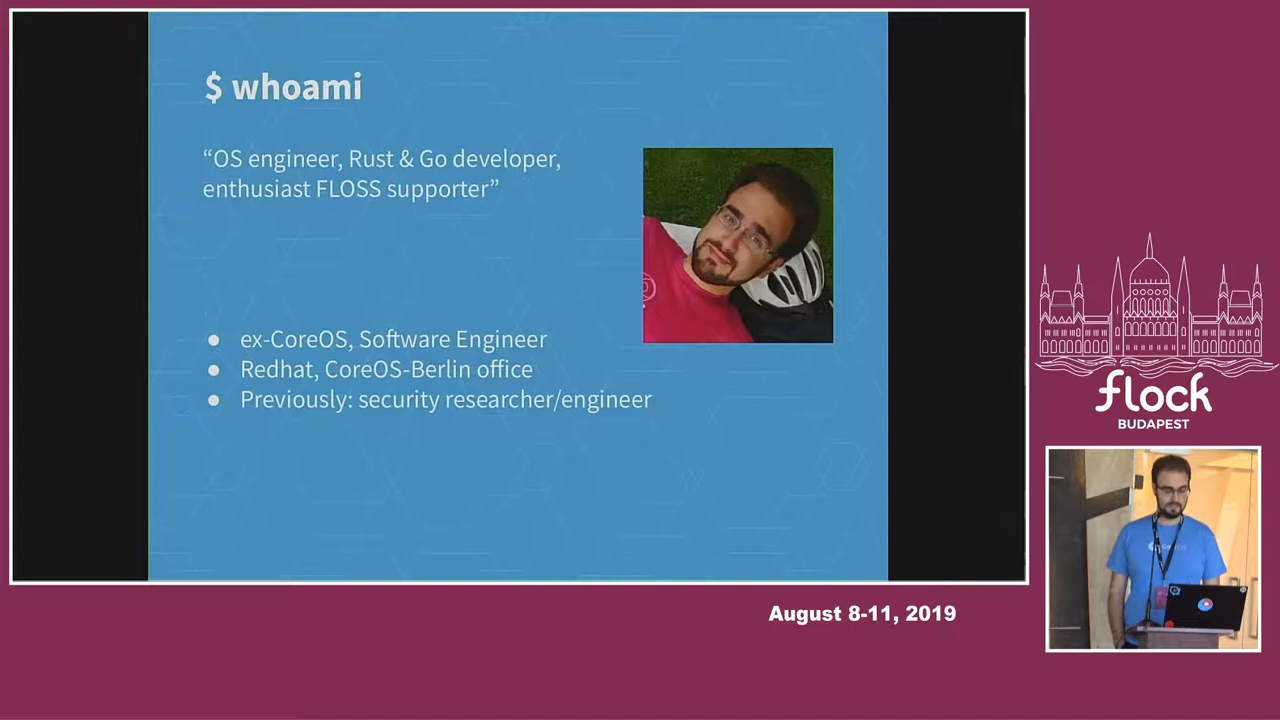 $ whoami
“OS engineer, Rust & Go developer,
enthusiast FLOSS supporter”
● ex-CoreOS, Software Engineer
● Redhat, CoreOS-Berlin office
● Previously: security researcher/engineer
flock
BUDAPEST
August 8-11, 2019